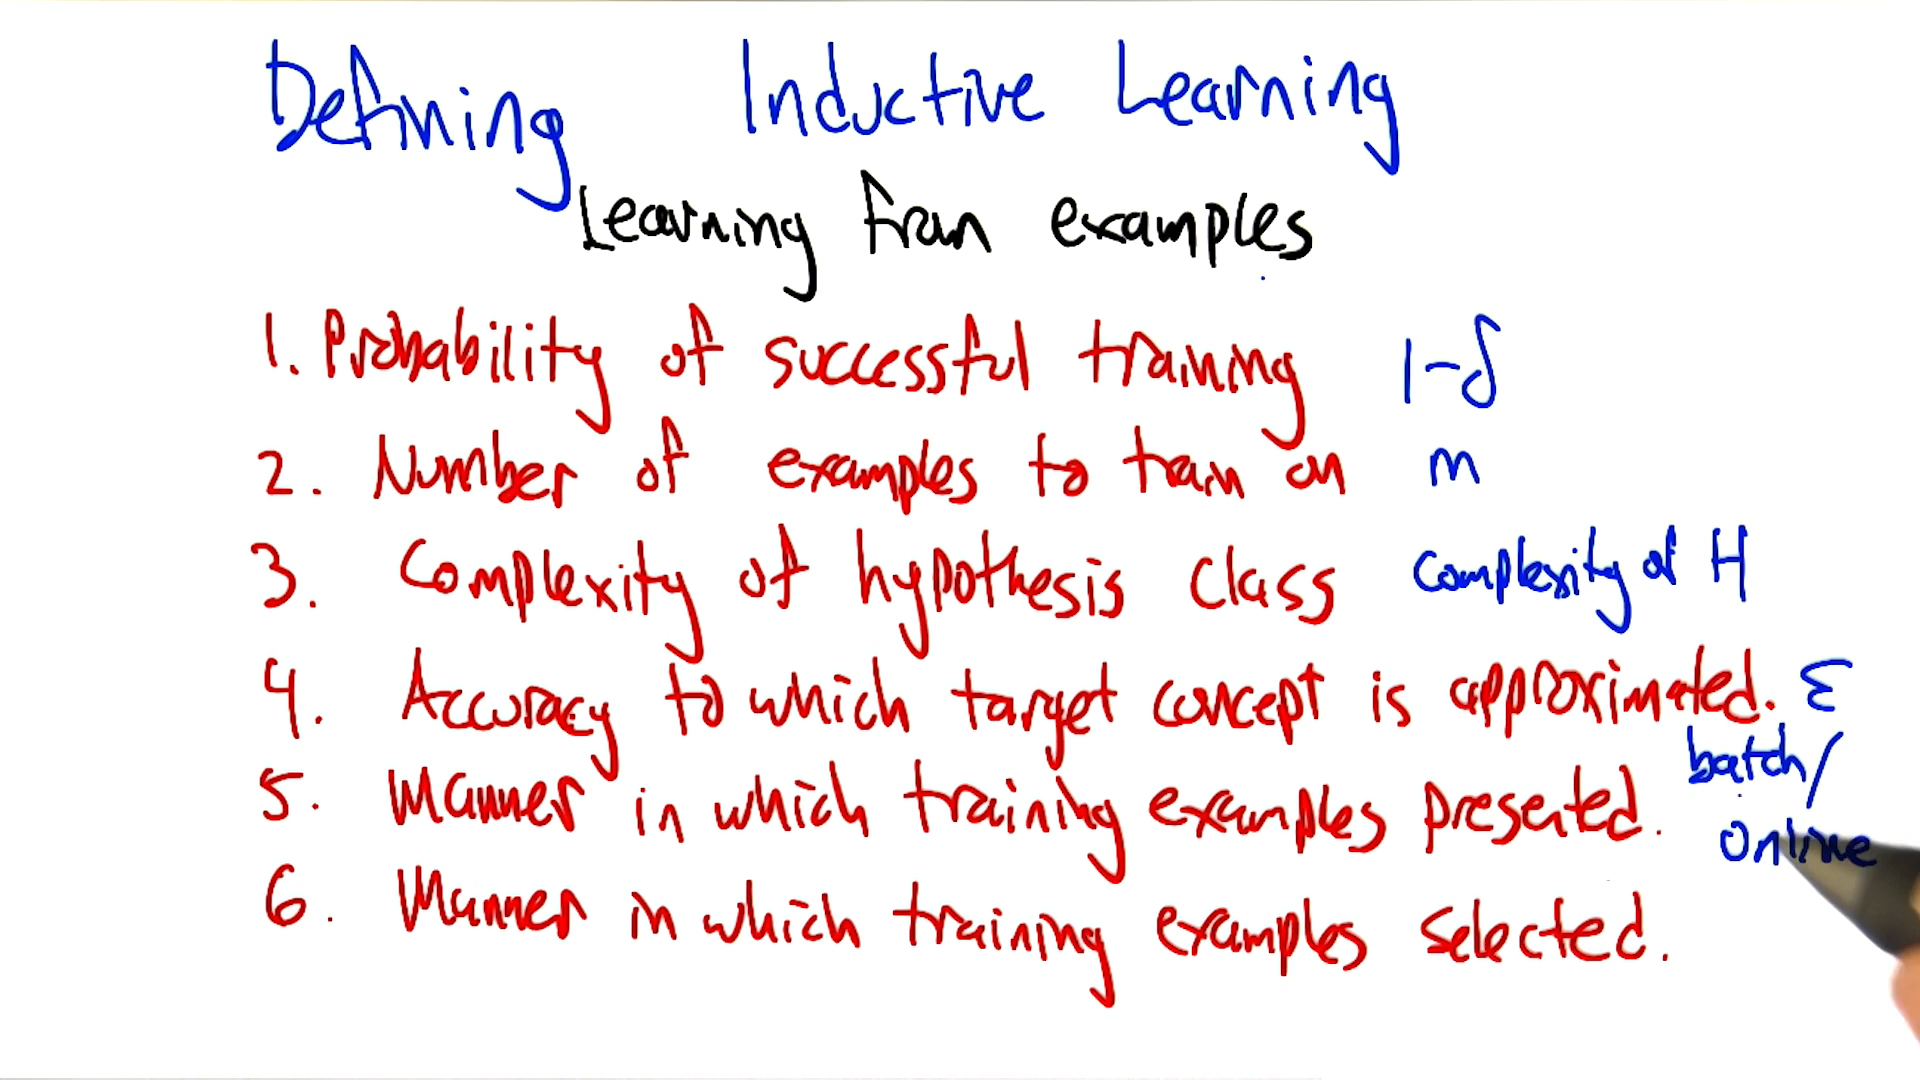 Defining Inductive Learning
Learning from examples
1. Probability of successful training 1-δ
2. Number of examples to train on m
3. Complexity of hypothesis class complexity of H
4. Accuracy to which target concept is approximated. ε
5. Manner in which training examples presented. batch/
online
6. Manner in which training examples selected.